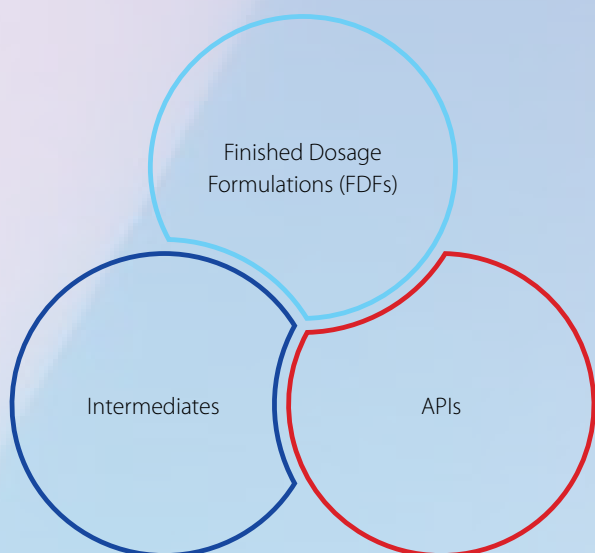 Finished Dosage
Formulations (FDFs)
Intermediates
APIs